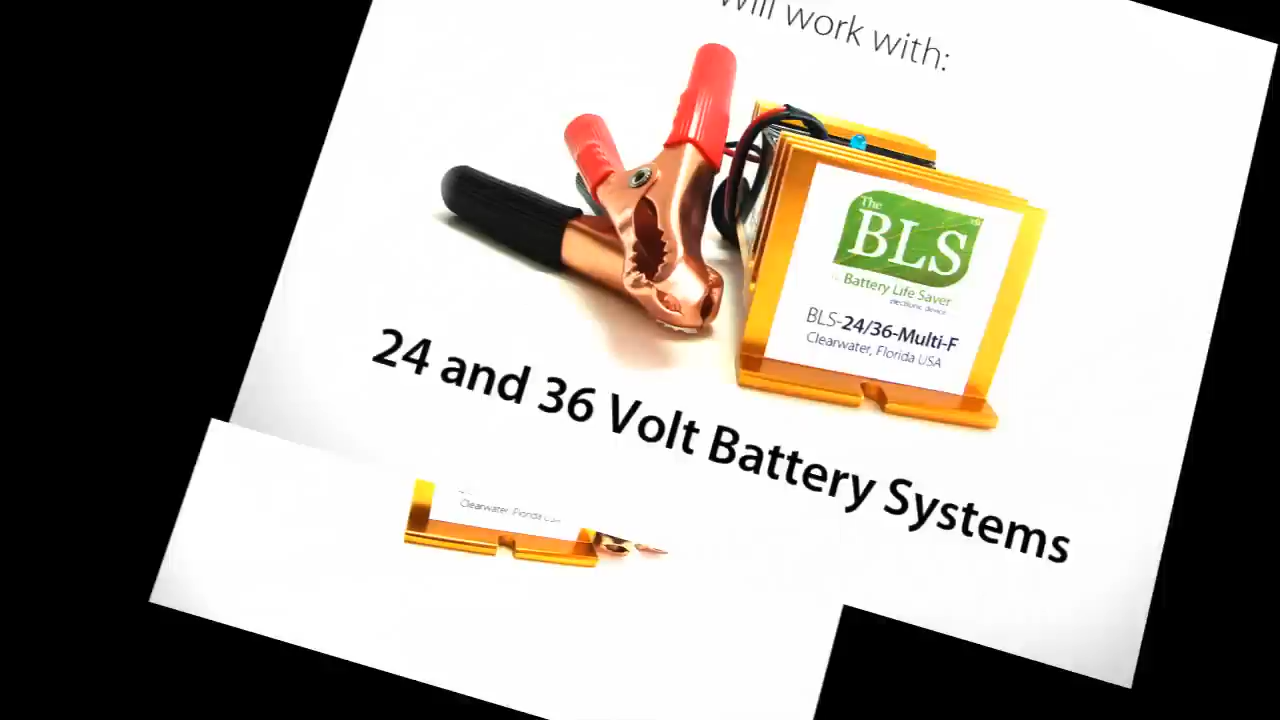 will work with:
The
BLS
Battery Life Saver
electronic device
BLS-24/36-Multi-F
Clearwater, Florida USA
24 and 36 Volt Battery Systems
Clearwater, Florida USA